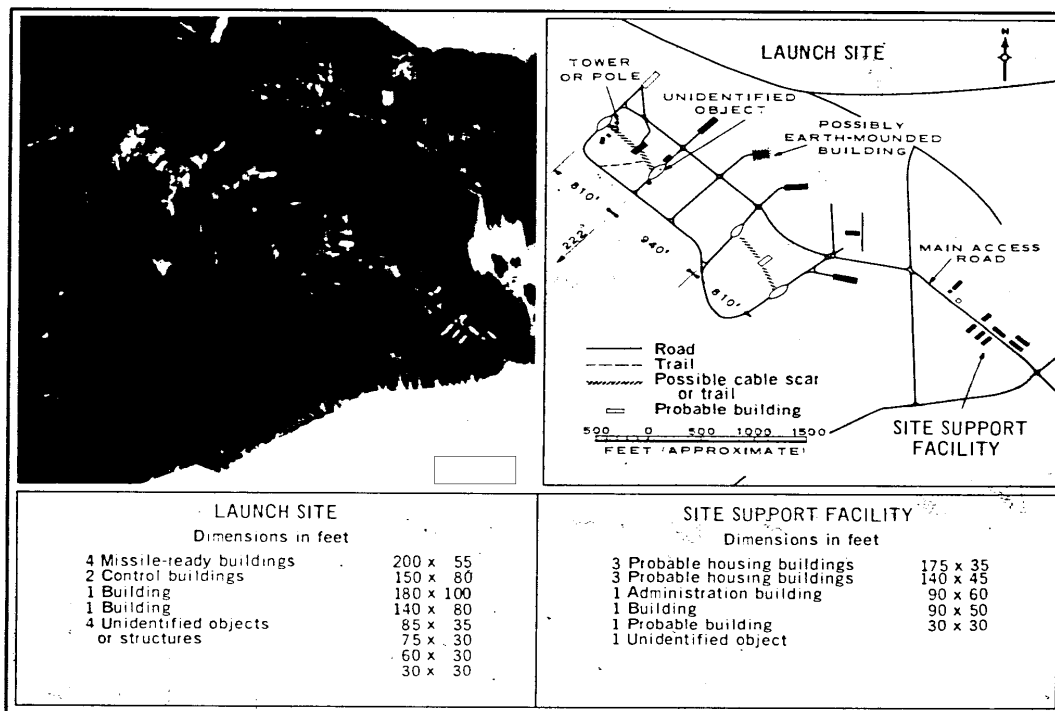 N
LAUNCH SITE
TOWER
OR POLE
UNIDENTIFIED
OBJECT
POSSIBLY
EARTH-MOUNDED
BUILDING
810'
222°
940'
810'
MAIN ACCESS
ROAD
Road
Trail
Possible cable scar
or trail
Probable building
500 0 500 1000 1500
FEET (APPROXIMATE)
SITE SUPPORT
FACILITY
LAUNCH SITE
Dimensions in feet
4 Missile-ready buildings 200 x 55
2 Control buildings 150 x 80
1 Building 180 x 100
1 Building 140 x 80
4 Unidentified objects 85 x 35
or structures 75 x 30
60 x 30
30 x 30
SITE SUPPORT FACILITY
Dimensions in feet
3 Probable housing buildings 175 x 35
3 Probable housing buildings 140 x 45
1 Administration building 90 x 60
1 Building 90 x 50
1 Probable building 30 x 30
1 Unidentified object